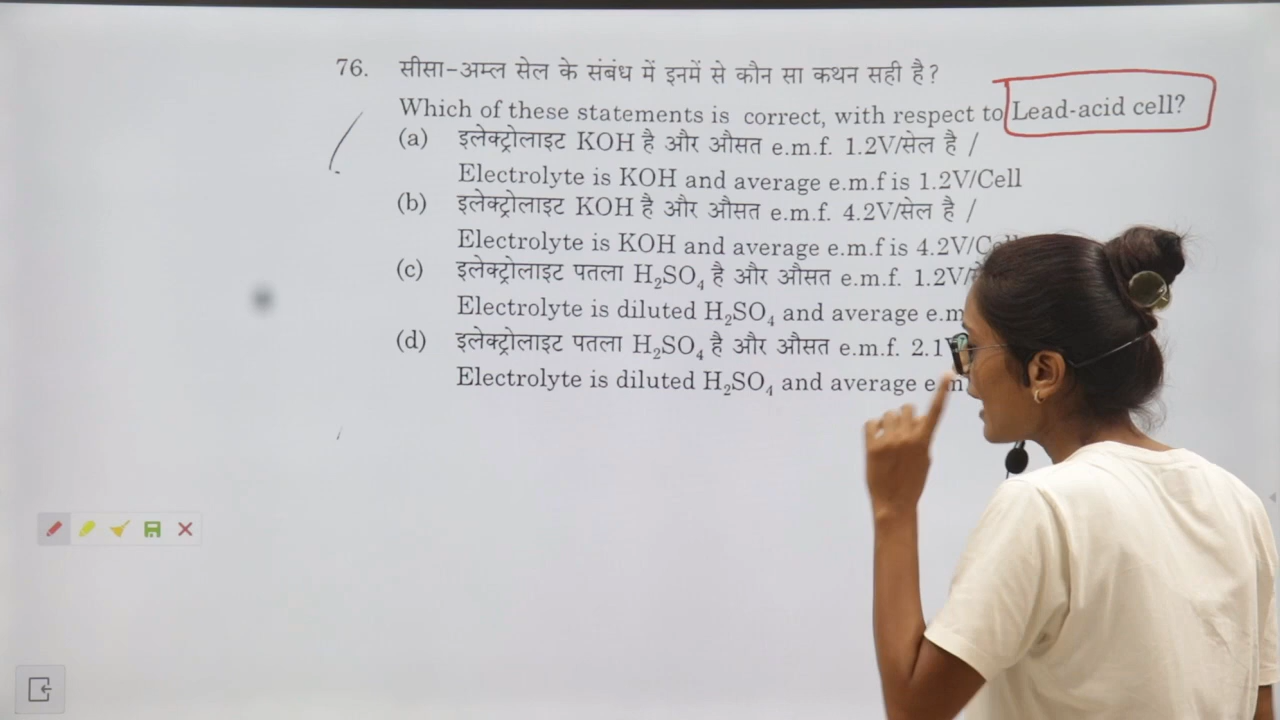 76. सीसा-अम्ल सेल के संबंध में इनमें से कौन सा कथन सही है?
Which of these statements is correct, with respect to Lead-acid cell?
(a) इलेक्ट्रोलाइट KOH है और औसत e.m.f. 1.2V/सेल है /
Electrolyte is KOH and average e.m.f is 1.2V/Cell
(b) इलेक्ट्रोलाइट KOH है और औसत e.m.f. 4.2V/सेल है /
Electrolyte is KOH and average e.m.f is 4.2V/
(c) इलेक्ट्रोलाइट पतला H₂SO₄ है और औसत e.m.f. 1.2V/
Electrolyte is diluted H₂SO₄ and average e.m
(d) इलेक्ट्रोलाइट पतला H₂SO₄ है और औसत e.m.f. 2.1
Electrolyte is diluted H₂SO₄ and average e.m